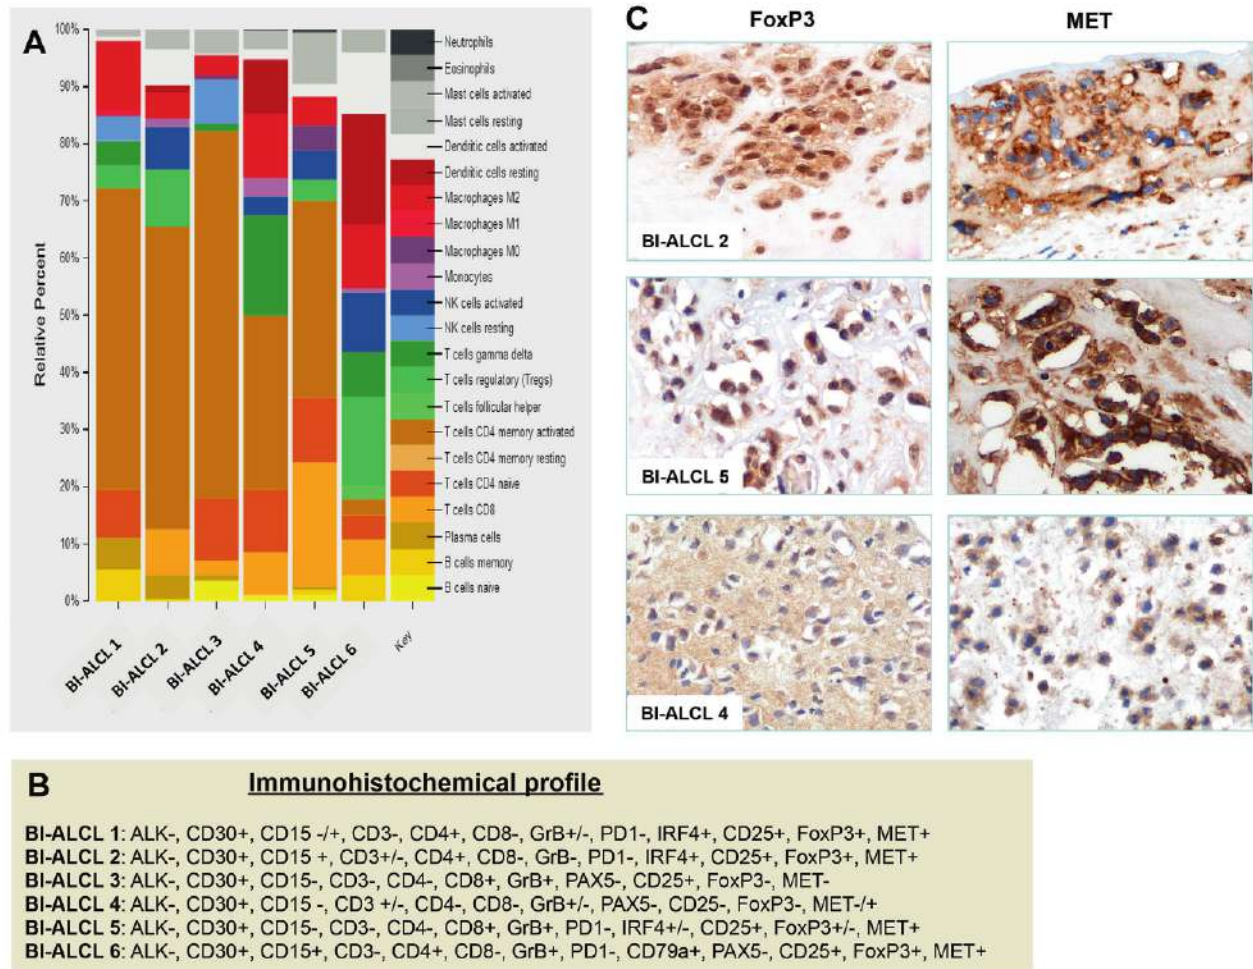 A
100%
90%
80%
70%
60%
50%
40%
30%
20%
10%
0%
Relative Percent
BI-ALCL 1
BI-ALCL 2
BI-ALCL 3
BI-ALCL 4
BI-ALCL 5
BI-ALCL 6
Key
Neutrophils
Eosinophils
Mast cells activated
Mast cells resting
Dendritic cells activated
Dendritic cells resting
Macrophages M2
Macrophages M1
Macrophages M0
Monocytes
NK cells activated
NK cells resting
T cells gamma delta
T cells regulatory (Tregs)
T cells follicular helper
T cells CD4 memory activated
T cells CD4 memory resting
T cells CD4 naive
T cells CD8
Plasma cells
B cells memory
B cells naive
C
FoxP3 MET
BI-ALCL 2
BI-ALCL 5
BI-ALCL 4
B Immunohistochemical profile
BI-ALCL 1: ALK-, CD30+, CD15 -/+, CD3-, CD4+, CD8-, GrB+/-, PD1-, IRF4+, CD25+, FoxP3+, MET+
BI-ALCL 2: ALK-, CD30+, CD15 +, CD3+/-, CD4+, CD8-, GrB-, PD1-, IRF4+, CD25+, FoxP3+, MET+
BI-ALCL 3: ALK-, CD30+, CD15-, CD3-, CD4-, CD8+, GrB+, PAX5-, CD25+, FoxP3-, MET-
BI-ALCL 4: ALK-, CD30+, CD15 -, CD3 +/-, CD4-, CD8-, GrB+/-, PAX5-, CD25-, FoxP3-, MET-/+
BI-ALCL 5: ALK-, CD30+, CD15-, CD3-, CD4-, CD8+, GrB+, PD1-, IRF4+/-, CD25+, FoxP3+/-, MET+
BI-ALCL 6: ALK-, CD30+, CD15+, CD3-, CD4+, CD8-, GrB+, PD1-, CD79a+, PAX5-, CD25+, FoxP3+, MET+